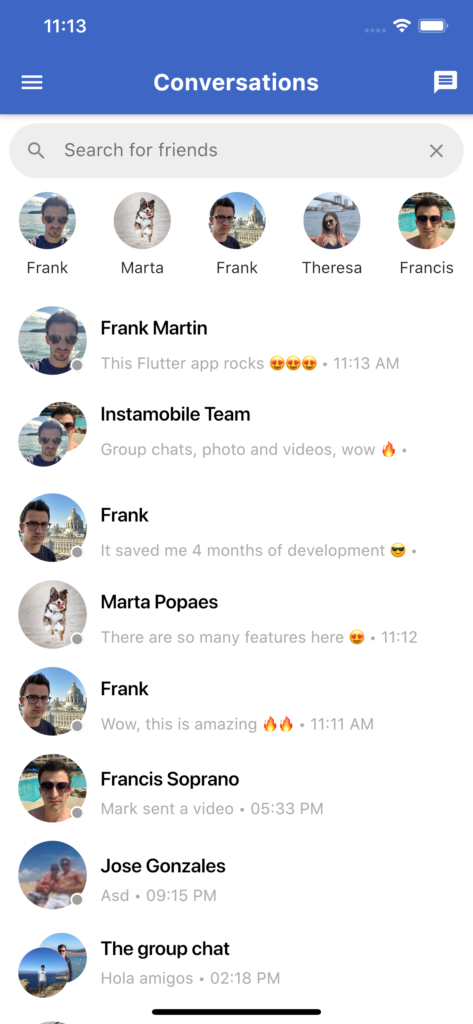 11:13
Conversations
Search for friends
Frank Marta Frank Theresa Francis
Frank Martin
This Flutter app rocks 😍😍😍 • 11:13 AM
Instamobile Team
Group chats, photo and videos, wow 🔥 •
Frank
It saved me 4 months of development 😎 •
Marta Popaes
There are so many features here 😍 • 11:12
Frank
Wow, this is amazing 🔥🔥 • 11:11 AM
Francis Soprano
Mark sent a video • 05:33 PM
Jose Gonzales
Asd • 09:15 PM
The group chat
Hola amigos • 02:18 PM